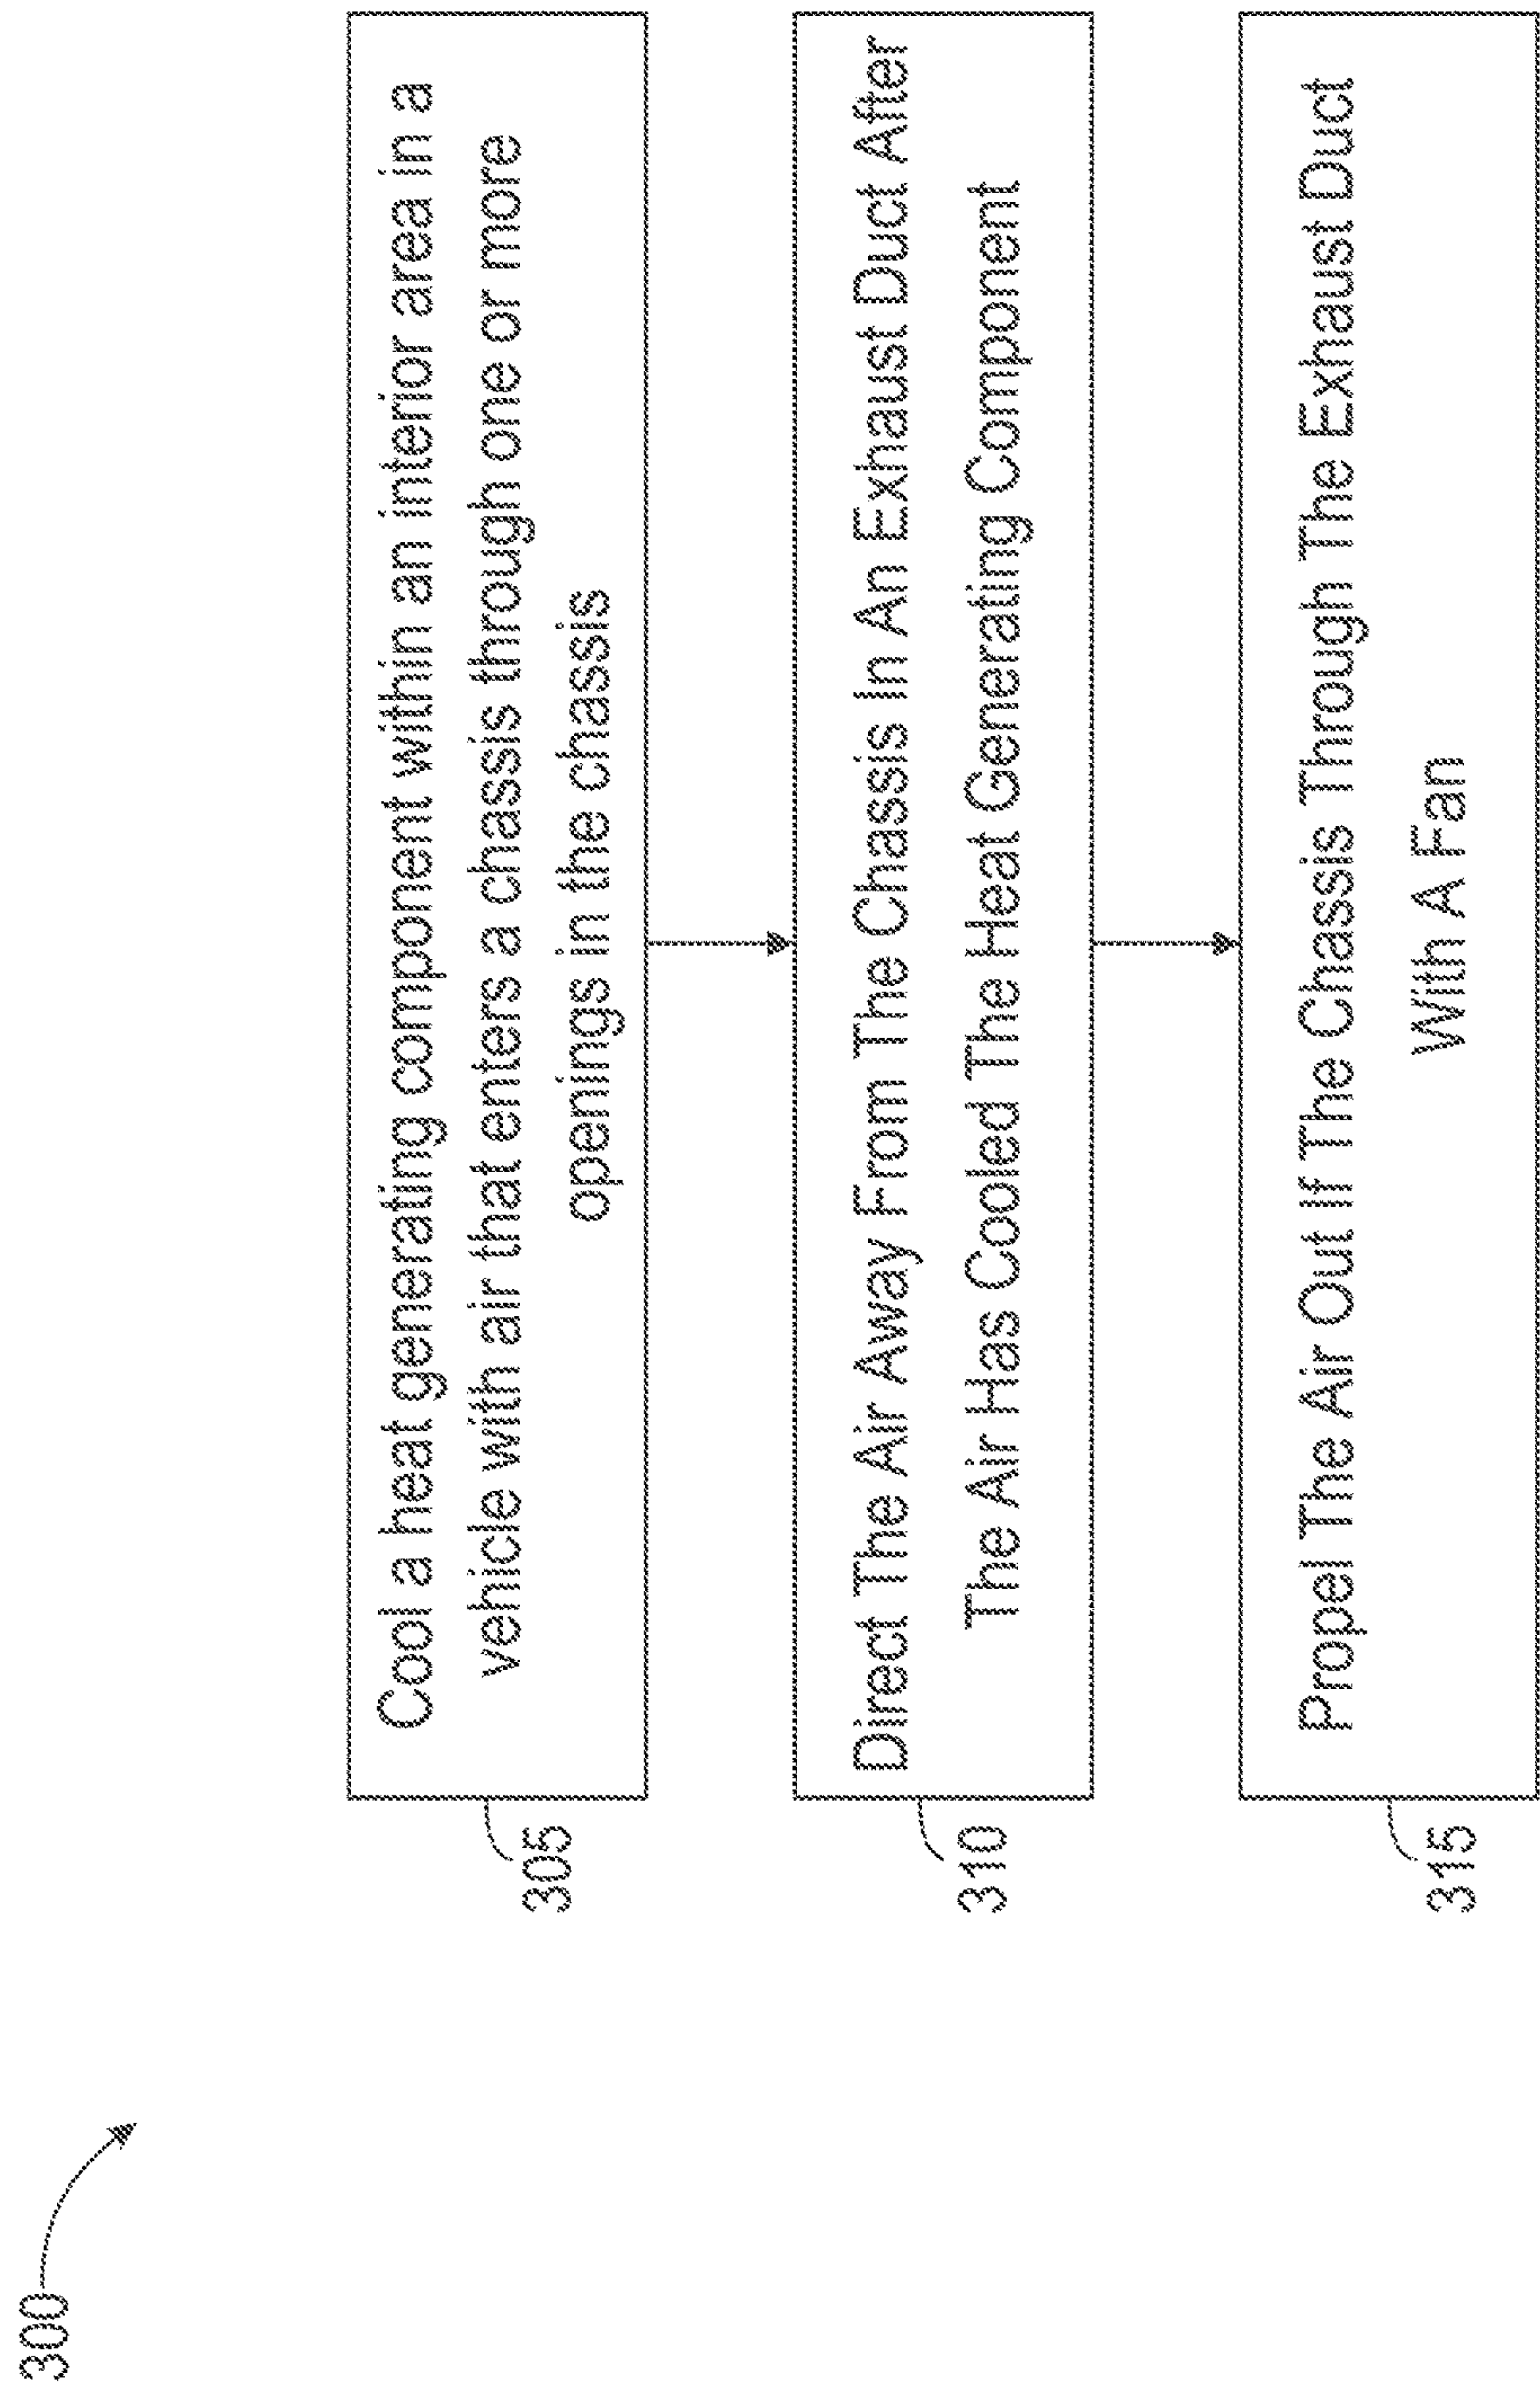 300
305
Cool a heat generating component within an interior area in a
vehicle with air that enters a chassis through one or more
openings in the chassis
310
Direct The Air Away From The Chassis In An Exhaust Duct After
The Air Has Cooled The Heat Generating Component
315
Propel The Air Out If The Chassis Through The Exhaust Duct
With A Fan